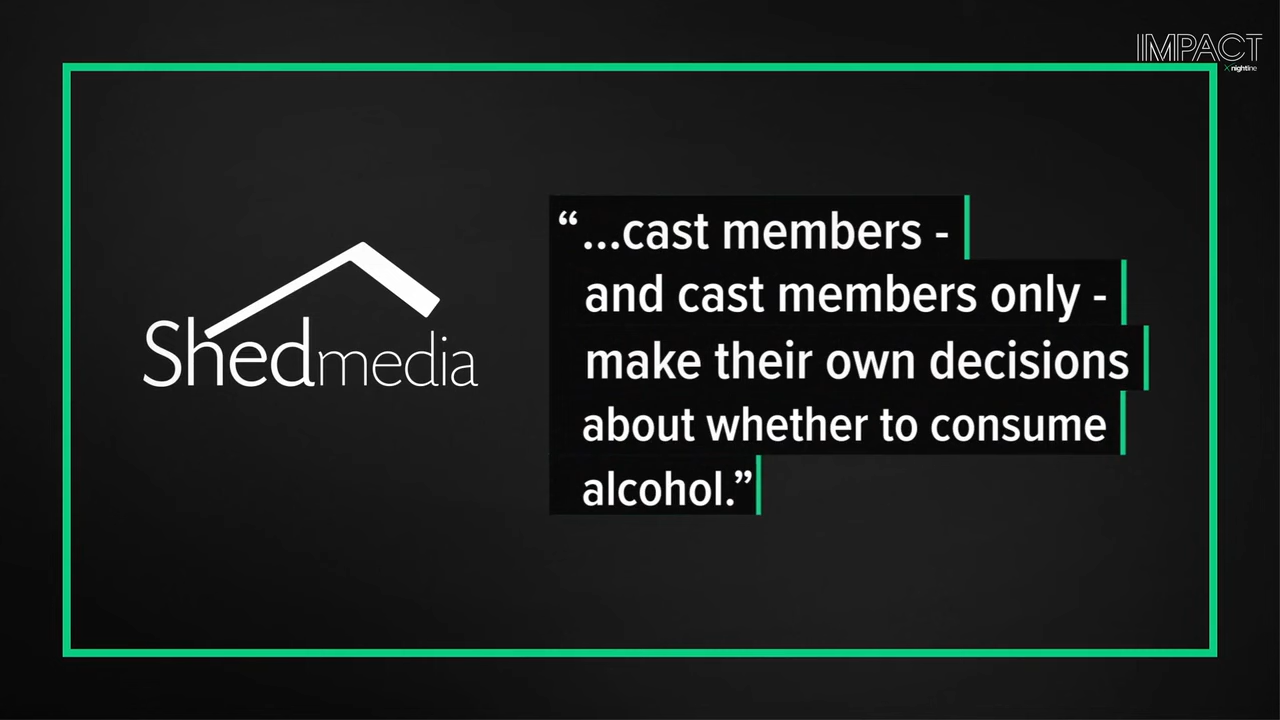 IMPACT
nightline
Shedmedia
“...cast members -
and cast members only -
make their own decisions
about whether to consume
alcohol.”